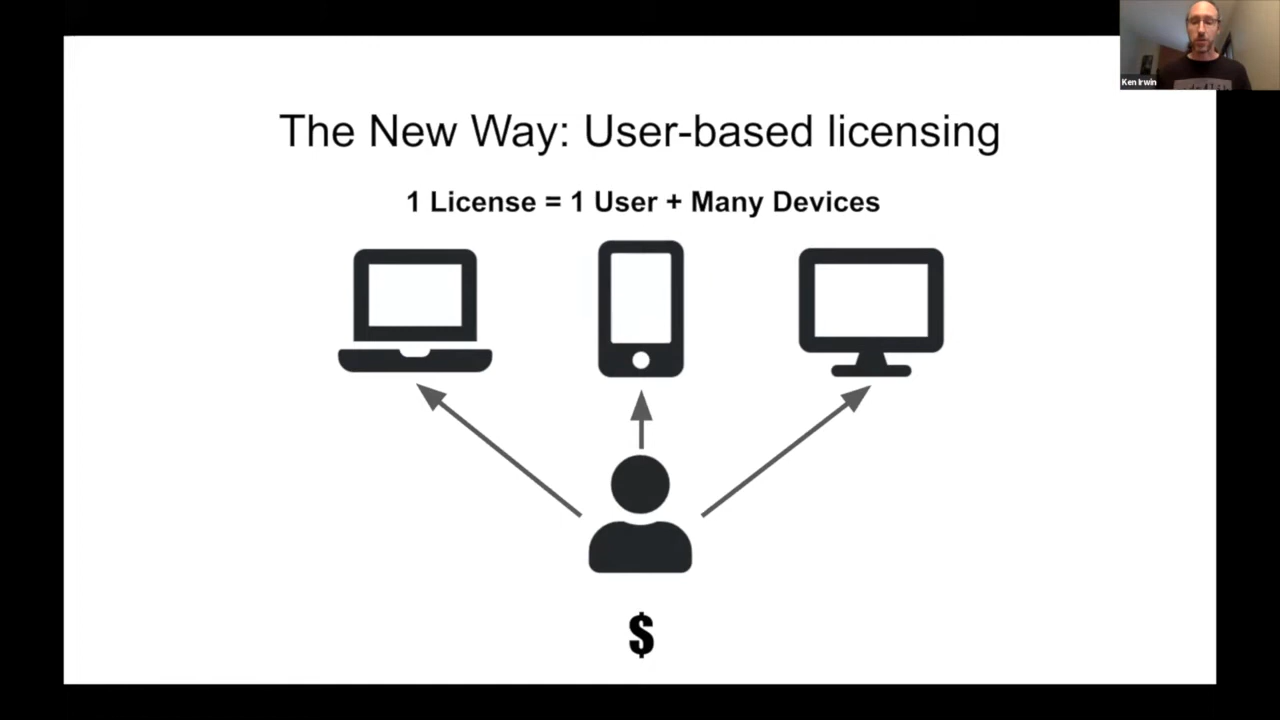 The New Way: User-based licensing
1 License = 1 User + Many Devices
$
Ken Irwin